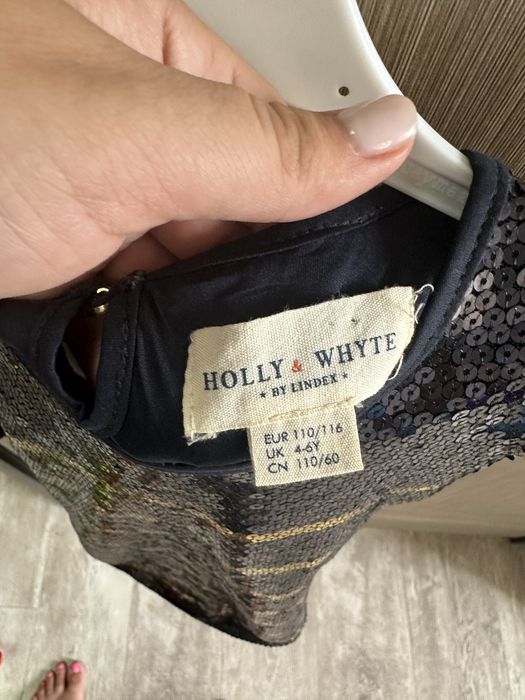 HOLLY & WHYTE
★ BY LINDEX ★
EUR 110/116
UK 4-6Y
CN 110/60